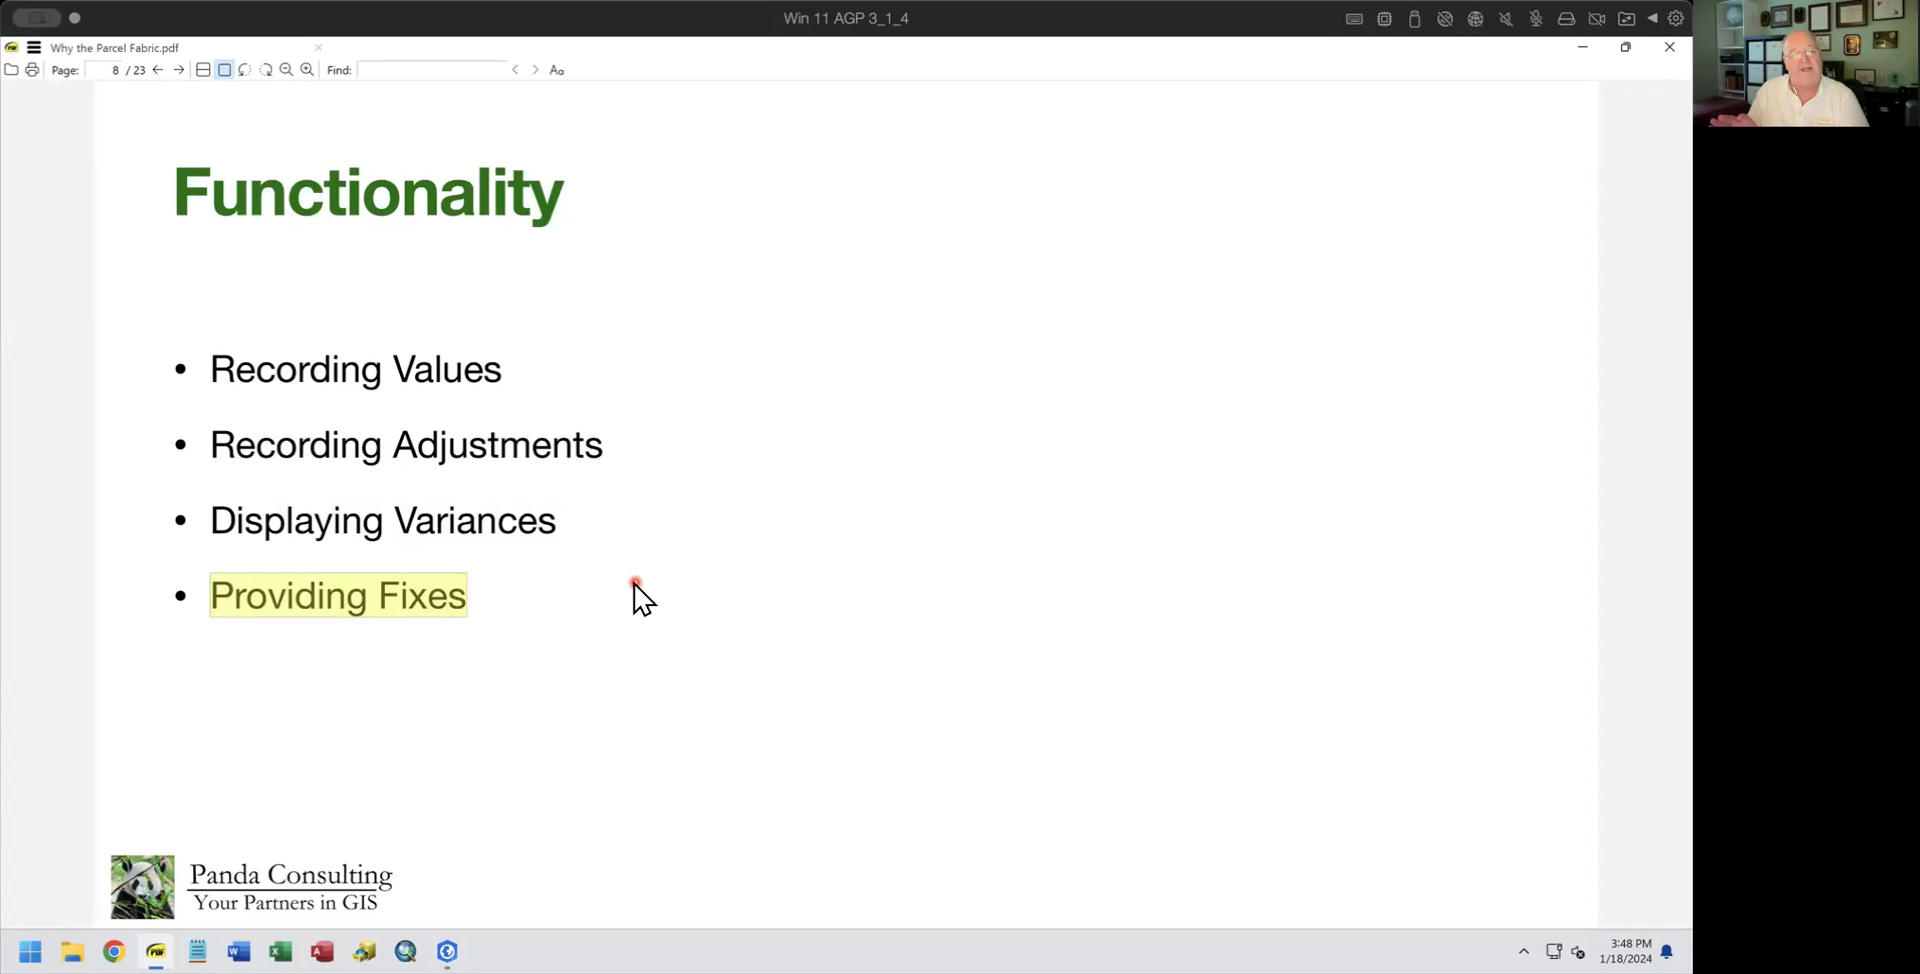 Win 11 AGP 3_1_4
Why the Parcel Fabric.pdf
Page: 8 / 23 Find: Aa
Functionality
• Recording Values
• Recording Adjustments
• Displaying Variances
• Providing Fixes
Panda Consulting
Your Partners in GIS
3:48 PM
1/18/2024